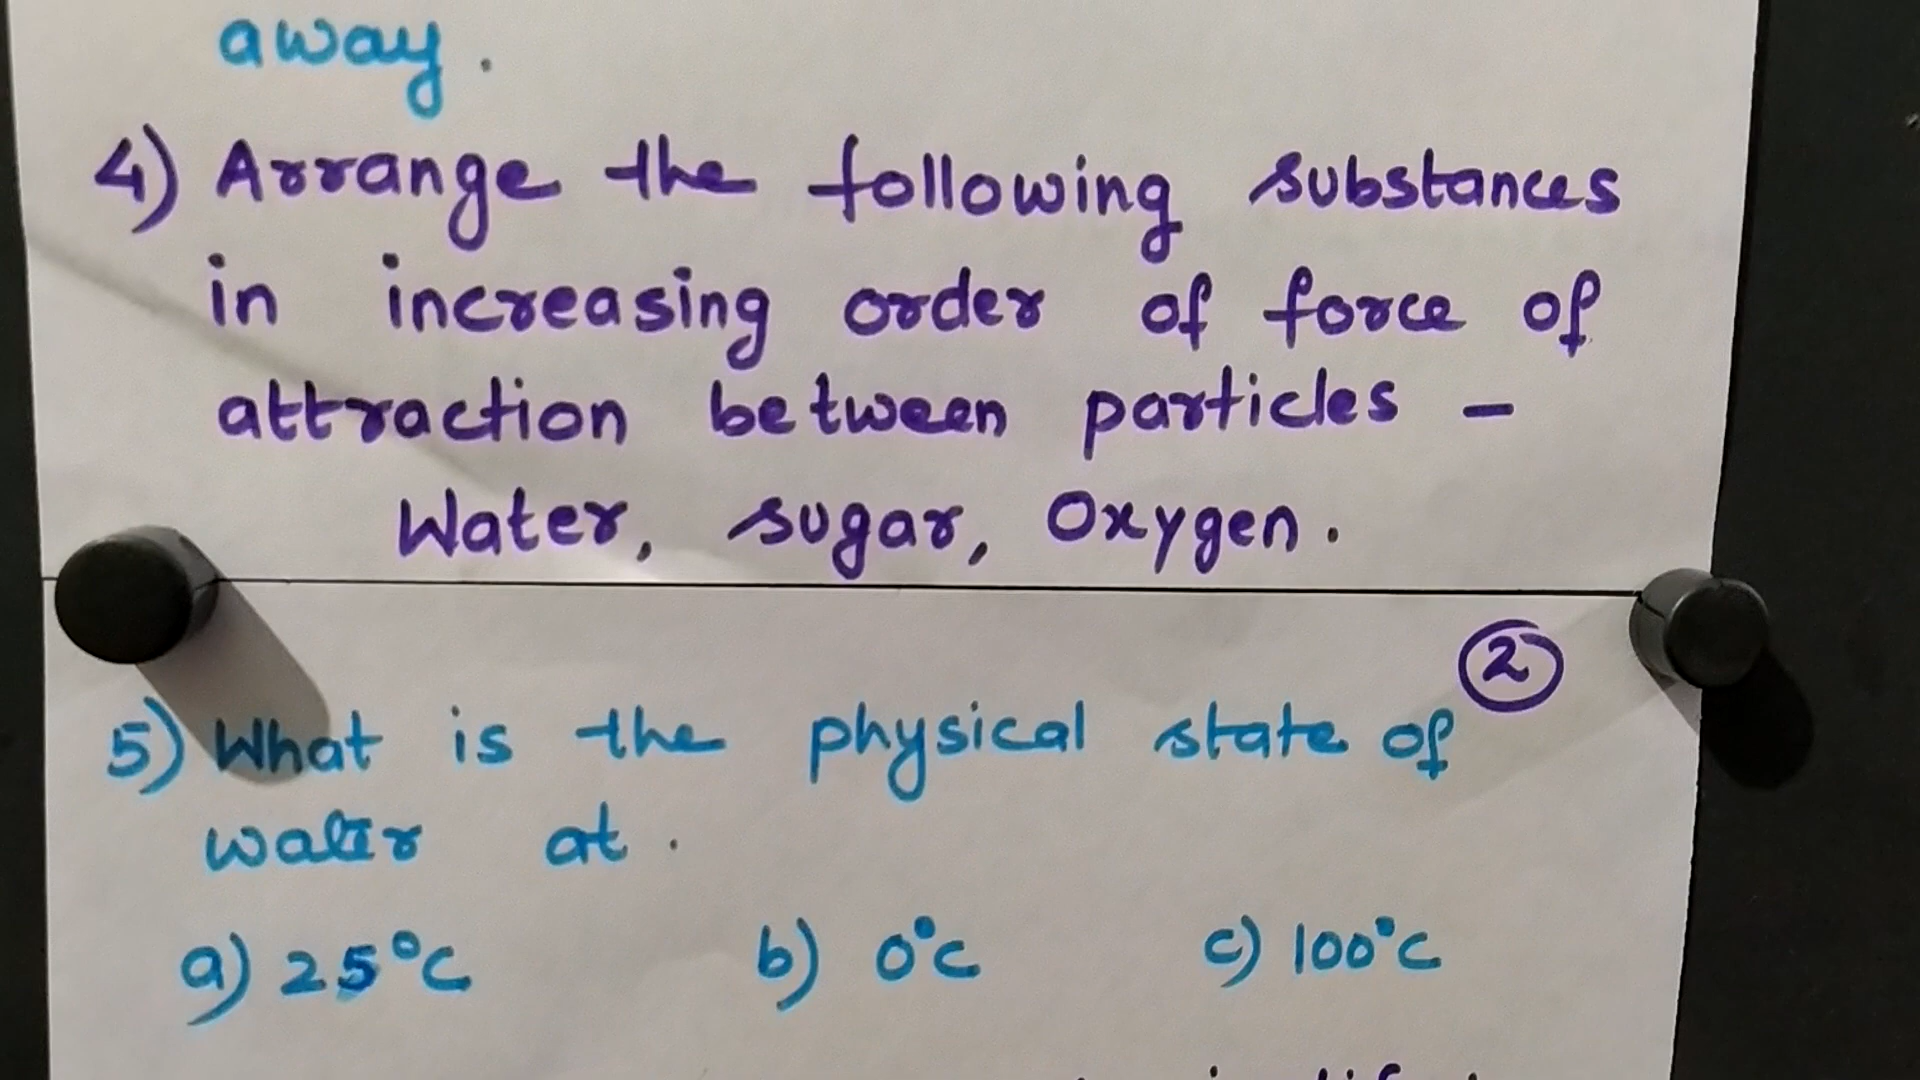 away.
4) Arrange the following substances
in increasing order of force of
attraction between particles -
Water, sugar, Oxygen.
2
5) What is the physical state of
water at.
a) 25°C b) 0°C c) 100°C